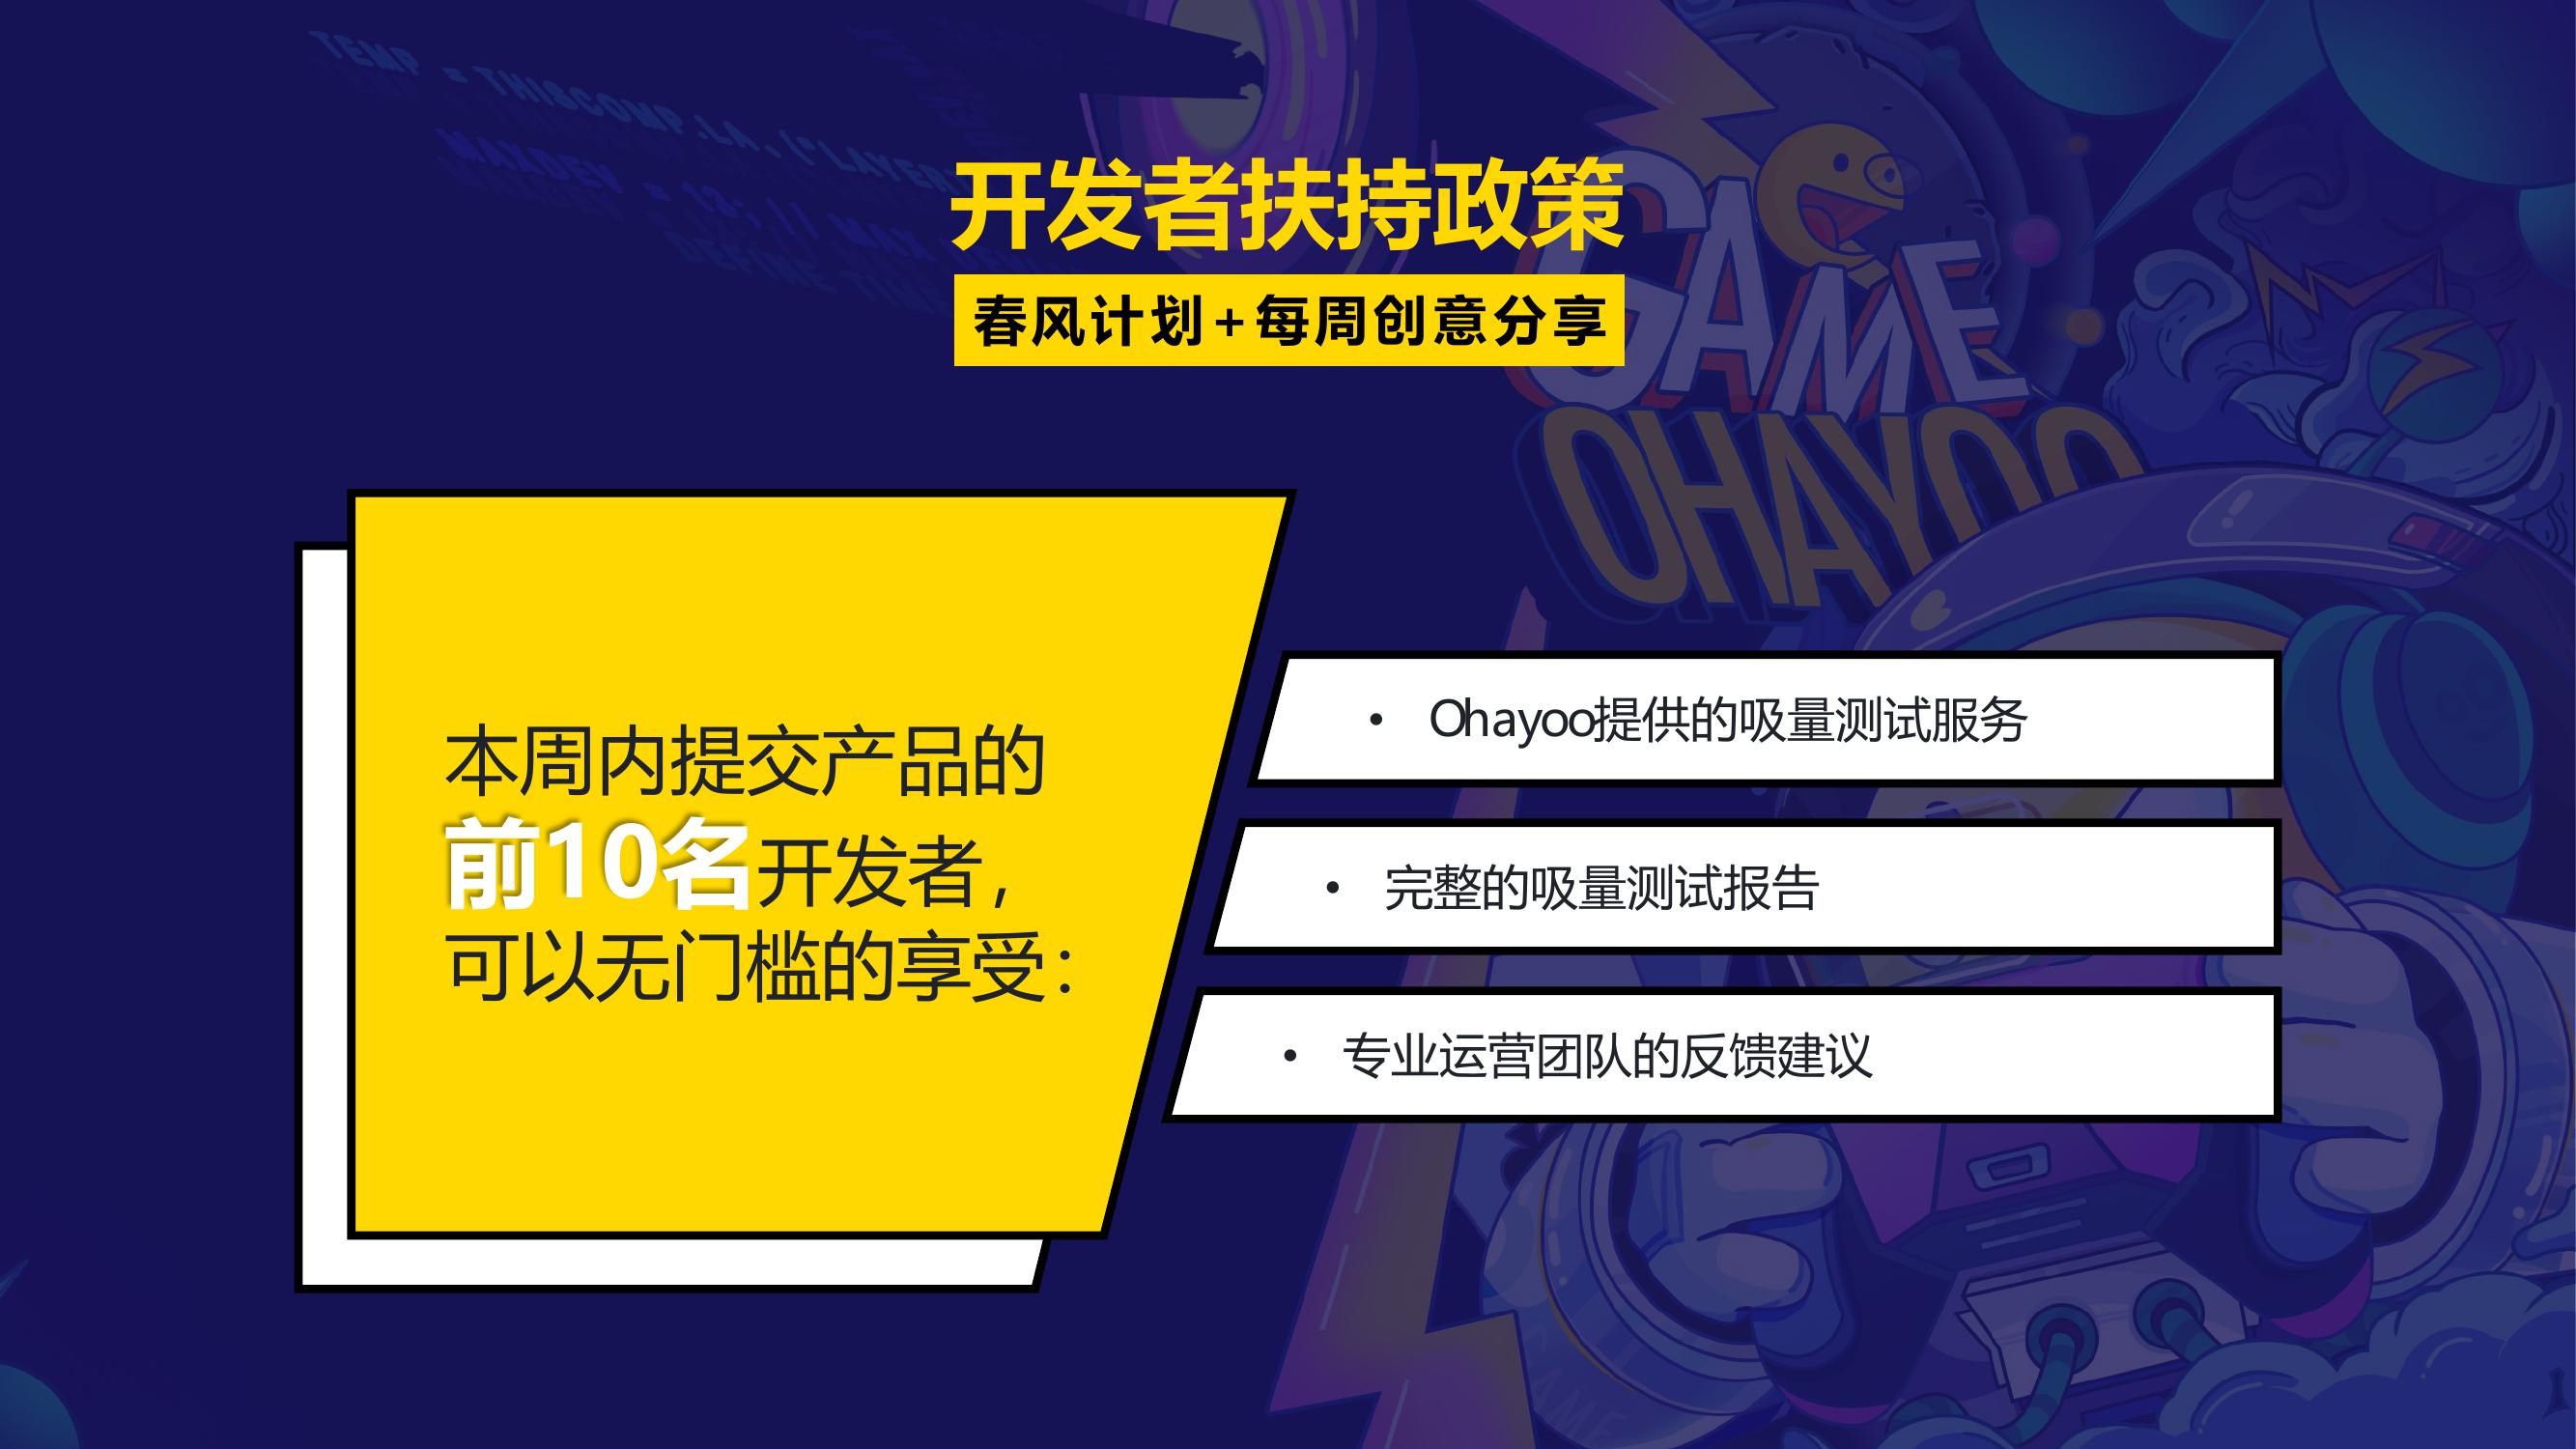 开发者扶持政策
春风计划+每周创意分享
GAME
OHAYOO
本周内提交产品的
前10名开发者，
可以无门槛的享受：
• Ohayoo提供的吸量测试服务
• 完整的吸量测试报告
• 专业运营团队的反馈建议